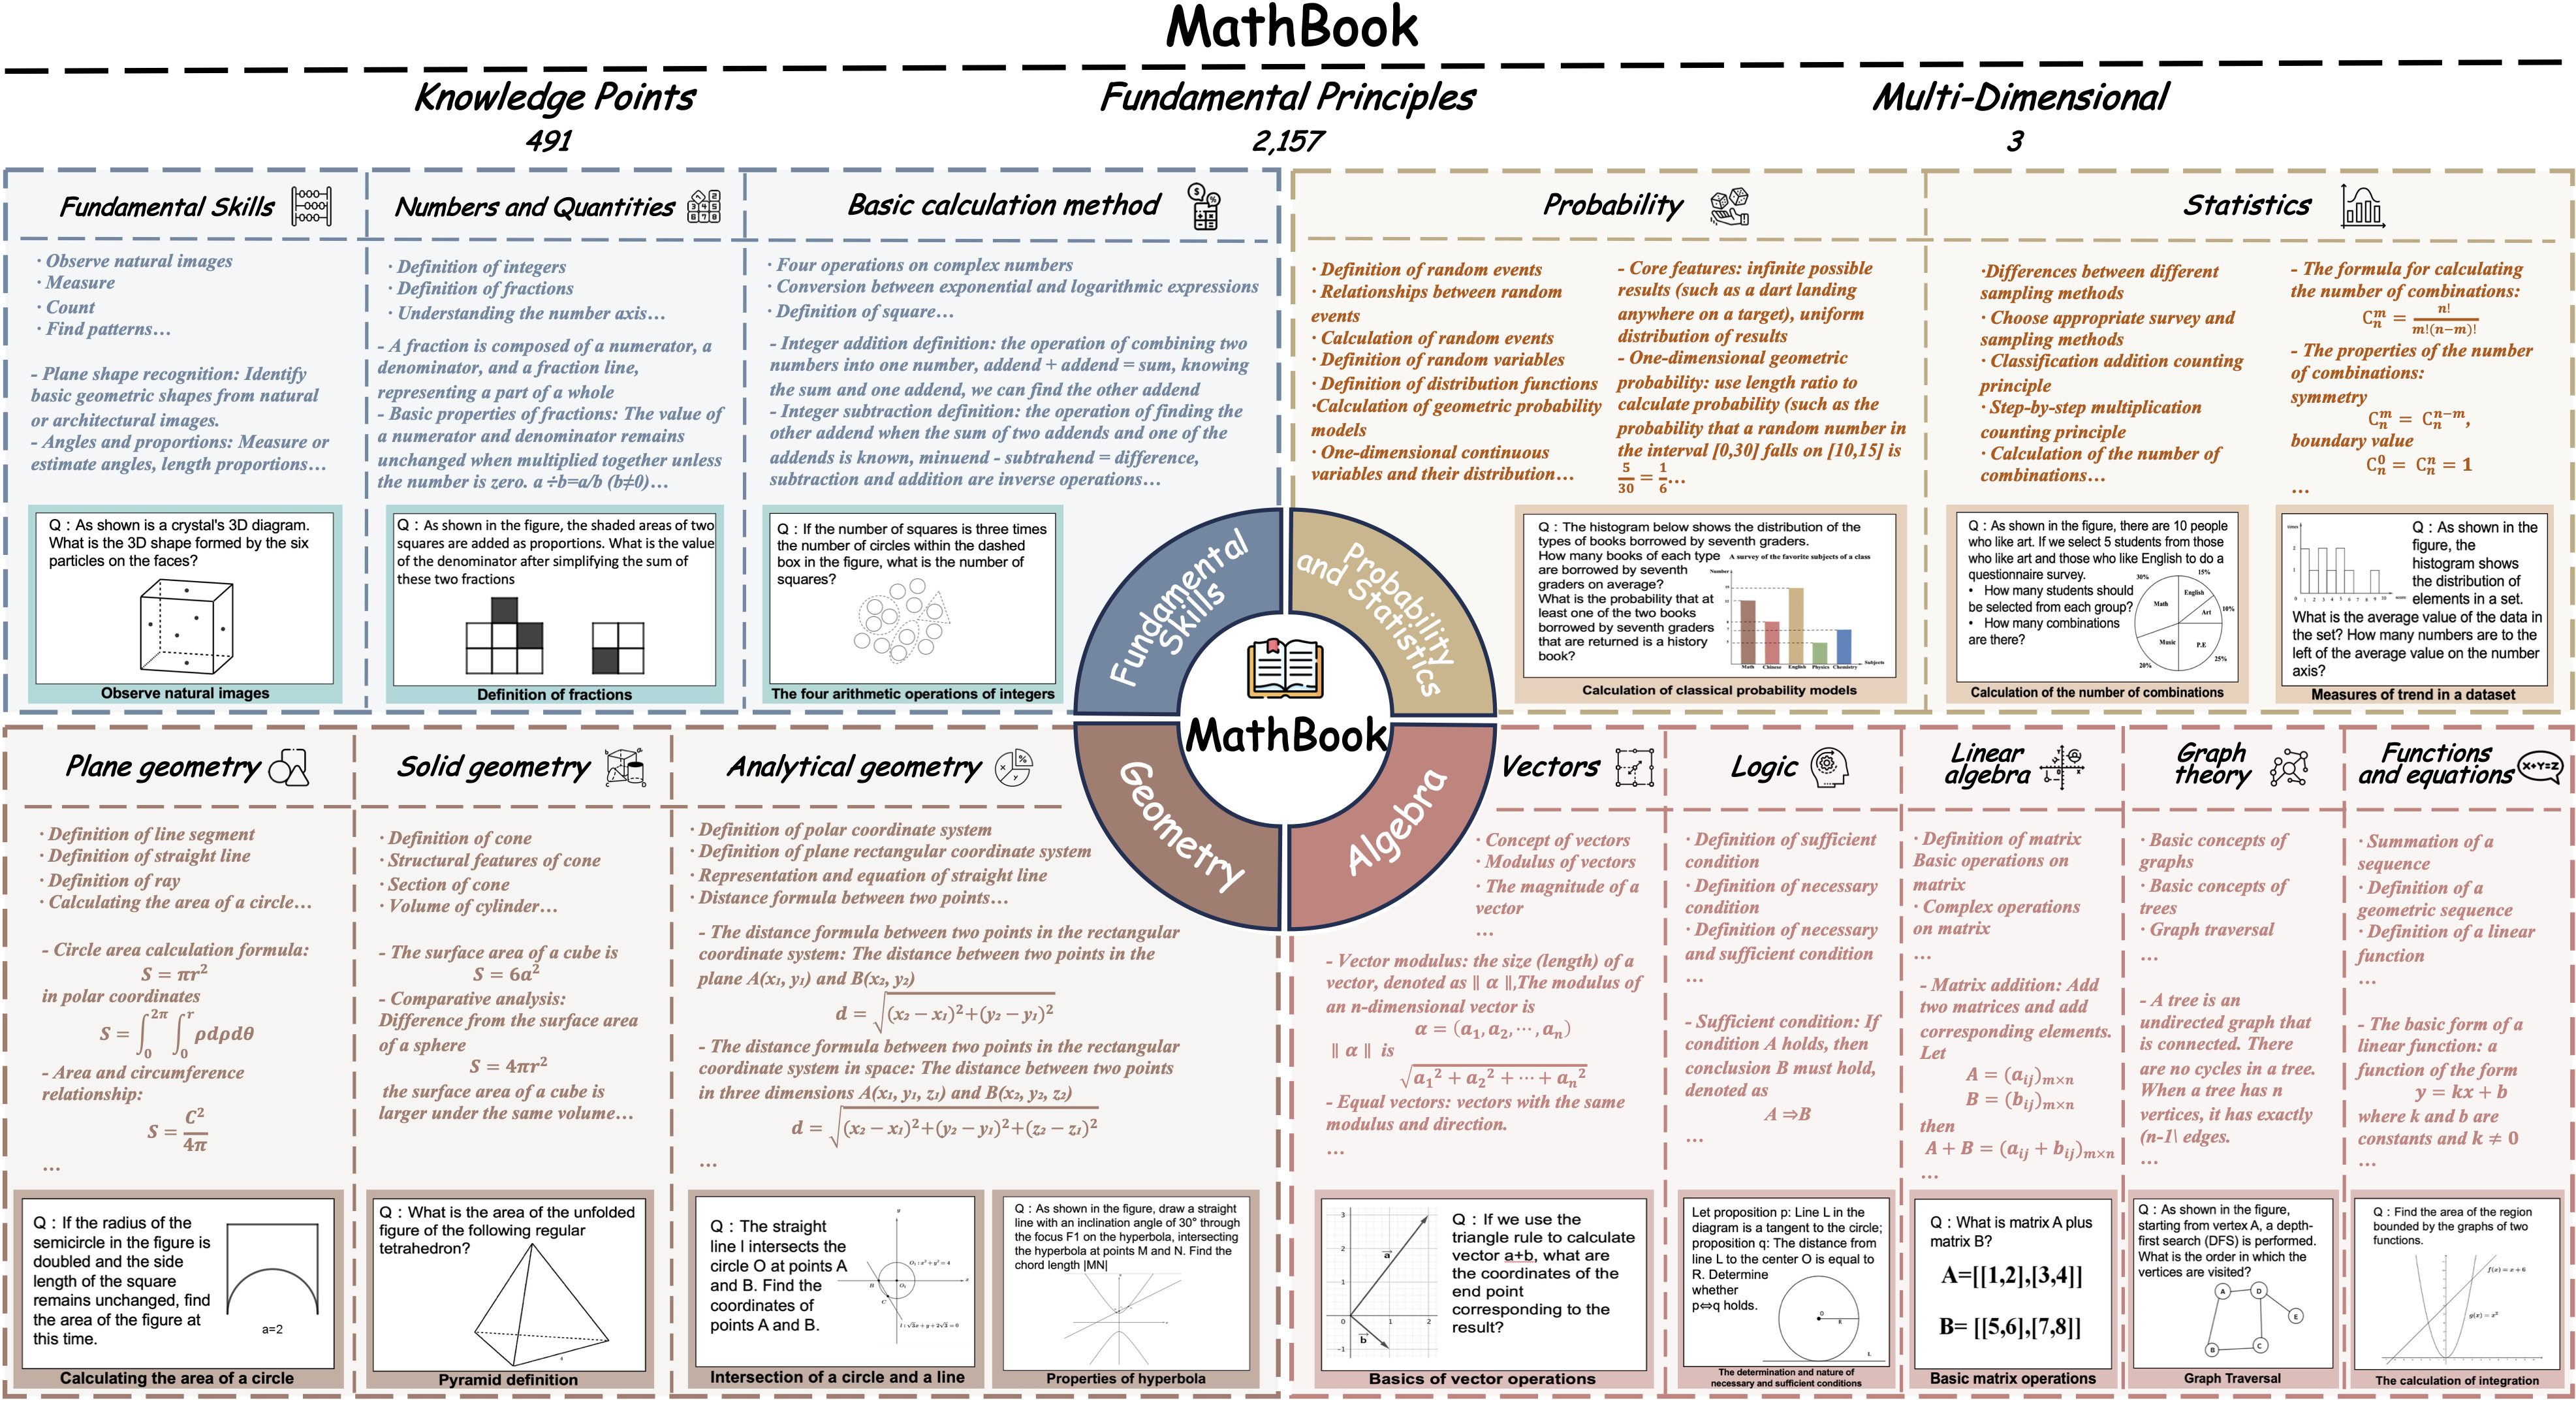 MathBook
Knowledge Points
491
Fundamental Principles
2,157
Multi-Dimensional
3
Fundamental Skills
· Observe natural images
· Measure
· Count
· Find patterns...
- Plane shape recognition: Identify
basic geometric shapes from natural
or architectural images.
- Angles and proportions: Measure or
estimate angles, length proportions...
Q : As shown is a crystal's 3D diagram.
What is the 3D shape formed by the six
particles on the faces?
Observe natural images
Numbers and Quantities
· Definition of integers
· Definition of fractions
· Understanding the number axis...
- A fraction is composed of a numerator, a
denominator, and a fraction line,
representing a part of a whole
- Basic properties of fractions: The value of
a numerator and denominator remains
unchanged when multiplied together unless
the number is zero. a ÷b=a/b (b≠0)...
Q : As shown in the figure, the shaded areas of two
squares are added as proportions. What is the value
of the denominator after simplifying the sum of
these two fractions
Definition of fractions
Basic calculation method
· Four operations on complex numbers
· Conversion between exponential and logarithmic expressions
· Definition of square...
- Integer addition definition: the operation of combining two
numbers into one number, addend + addend = sum, knowing
the sum and one addend, we can find the other addend
- Integer subtraction definition: the operation of finding the
other addend when the sum of two addends and one of the
addends is known, minuend - subtrahend = difference,
subtraction and addition are inverse operations...
Q : If the number of squares is three times
the number of circles within the dashed
box in the figure, what is the number of
squares?
The four arithmetic operations of integers
Probability
· Definition of random events
· Relationships between random
events
· Calculation of random events
· Definition of random variables
· Definition of distribution functions
·Calculation of geometric probability
models
· One-dimensional continuous
variables and their distribution...
- Core features: infinite possible
results (such as a dart landing
anywhere on a target), uniform
distribution of results
- One-dimensional geometric
probability: use length ratio to
calculate probability (such as the
probability that a random number in
the interval [0,30] falls on [10,15] is
5/30 = 1/6...
Q : The histogram below shows the distribution of the
types of books borrowed by seventh graders.
How many books of each type
are borrowed by seventh
graders on average?
What is the probability that at
least one of the two books
borrowed by seventh graders
that are returned is a history
book?
A survey of the favorite subjects of a class
Number
Math Chinese English Physics Chemistry
Subjects
Calculation of classical probability models
Statistics
·Differences between different
sampling methods
· Choose appropriate survey and
sampling methods
· Classification addition counting
principle
· Step-by-step multiplication
counting principle
· Calculation of the number of
combinations...
- The formula for calculating
the number of combinations:
C_n^m = n!/(m!(n−m)!)
- The properties of the number
of combinations:
symmetry
C_n^m = C_n^{n−m},
boundary value
C_n^0 = C_n^n = 1
...
Q : As shown in the figure, there are 10 people
who like art. If we select 5 students from those
who like art and those who like English to do a
questionnaire survey.
• How many students should
be selected from each group?
• How many combinations
are there?
30%
15%
English
Math
Art
10%
Music
P.E
20%
25%
Calculation of the number of combinations
Q : As shown in the
figure, the
histogram shows
the distribution of
elements in a set.
What is the average value of the data in
the set? How many numbers are to the
left of the average value on the number
axis?
times
2
1
0 1 2 3 4 5 6 7 8 9 10
Measures of trend in a dataset
Fundamental
Skills
Probability
and Statistics
MathBook
Geometry
Algebra
Plane geometry
· Definition of line segment
· Definition of straight line
· Definition of ray
· Calculating the area of a circle...
- Circle area calculation formula:
S = πr²
in polar coordinates
S = ∫₀^{2π} ∫₀^r ρdρdθ
- Area and circumference
relationship:
S = C²/4π
...
Q : If the radius of the
semicircle in the figure is
doubled and the side
length of the square
remains unchanged, find
the area of the figure at
this time.
a=2
Calculating the area of a circle
Solid geometry
· Definition of cone
· Structural features of cone
· Section of cone
· Volume of cylinder...
- The surface area of a cube is
S = 6a²
- Comparative analysis:
Difference from the surface area
of a sphere
S = 4πr²
the surface area of a cube is
larger under the same volume...
Q : What is the area of the unfolded
figure of the following regular
tetrahedron?
Pyramid definition
Analytical geometry
· Definition of polar coordinate system
· Definition of plane rectangular coordinate system
· Representation and equation of straight line
· Distance formula between two points...
- The distance formula between two points in the rectangular
coordinate system: The distance between two points in the
plane A(x₁, y₁) and B(x₂, y₂)
d = √((x₂ − x₁)²+(y₂ − y₁)²)
- The distance formula between two points in the rectangular
coordinate system in space: The distance between two points
in three dimensions A(x₁, y₁, z₁) and B(x₂, y₂, z₂)
d = √((x₂ − x₁)²+(y₂ − y₁)²+(z₂ − z₁)²)
...
Q : The straight
line l intersects the
circle O at points A
and B. Find the
coordinates of
points A and B.
O₁: x² + y² = 4
l : √3x + y + 2√3 = 0
Intersection of a circle and a line
Q : As shown in the figure, draw a straight
line with an inclination angle of 30° through
the focus F1 on the hyperbola, intersecting
the hyperbola at points M and N. Find the
chord length |MN|
Properties of hyperbola
Vectors
· Concept of vectors
· Modulus of vectors
· The magnitude of a
vector
...
- Vector modulus: the size (length) of a
vector, denoted as ‖ α ‖,The modulus of
an n-dimensional vector is
α = (a₁, a₂, ⋯, aₙ)
‖ α ‖ is
√(a₁² + a₂² + ⋯ + aₙ²)
- Equal vectors: vectors with the same
modulus and direction.
...
3
2
1
0
-1
1
2
a
b
Q : If we use the
triangle rule to calculate
vector a+b, what are
the coordinates of the
end point
corresponding to the
result?
Basics of vector operations
Logic
· Definition of sufficient
condition
· Definition of necessary
condition
· Definition of necessary
and sufficient condition
...
- Sufficient condition: If
condition A holds, then
conclusion B must hold,
denoted as
A ⇒B
...
Let proposition p: Line L in the
diagram is a tangent to the circle;
proposition q: The distance from
line L to the center O is equal to
R. Determine
whether
p⇔q holds.
O
R
L
The determination and nature of
necessary and sufficient conditions
Linear
algebra
· Definition of matrix
Basic operations on
matrix
· Complex operations
on matrix
...
- Matrix addition: Add
two matrices and add
corresponding elements.
Let
A = (a_ij)_{m×n}
B = (b_ij)_{m×n}
then
A + B = (a_ij + b_ij)_{m×n}
...
Q : What is matrix A plus
matrix B?
A=[[1,2],[3,4]]
B= [[5,6],[7,8]]
Basic matrix operations
Graph
theory
· Basic concepts of
graphs
· Basic concepts of
trees
· Graph traversal
...
- A tree is an
undirected graph that
is connected. There
are no cycles in a tree.
When a tree has n
vertices, it has exactly
(n-1\ edges.
...
Q : As shown in the figure,
starting from vertex A, a depth-
first search (DFS) is performed.
What is the order in which the
vertices are visited?
A
D
E
B
C
Graph Traversal
Functions
and equations
X+Y=Z
· Summation of a
sequence
· Definition of a
geometric sequence
· Definition of a linear
function
...
- The basic form of a
linear function: a
function of the form
y = kx + b
where k and b are
constants and k ≠ 0
...
Q : Find the area of the region
bounded by the graphs of two
functions.
f(x) = x + 6
g(x) = x²
The calculation of integration